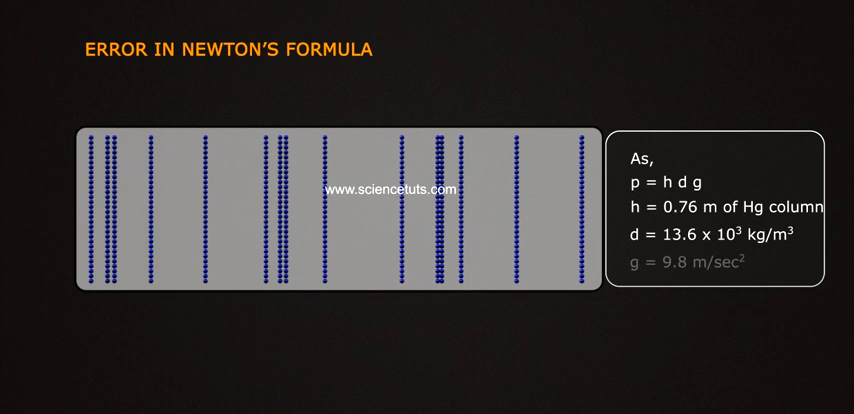 ERROR IN NEWTON'S FORMULA
www.sciencetuts.com
As,
p = h d g
h = 0.76 m of Hg column
d = 13.6 x 10³ kg/m³
g = 9.8 m/sec²